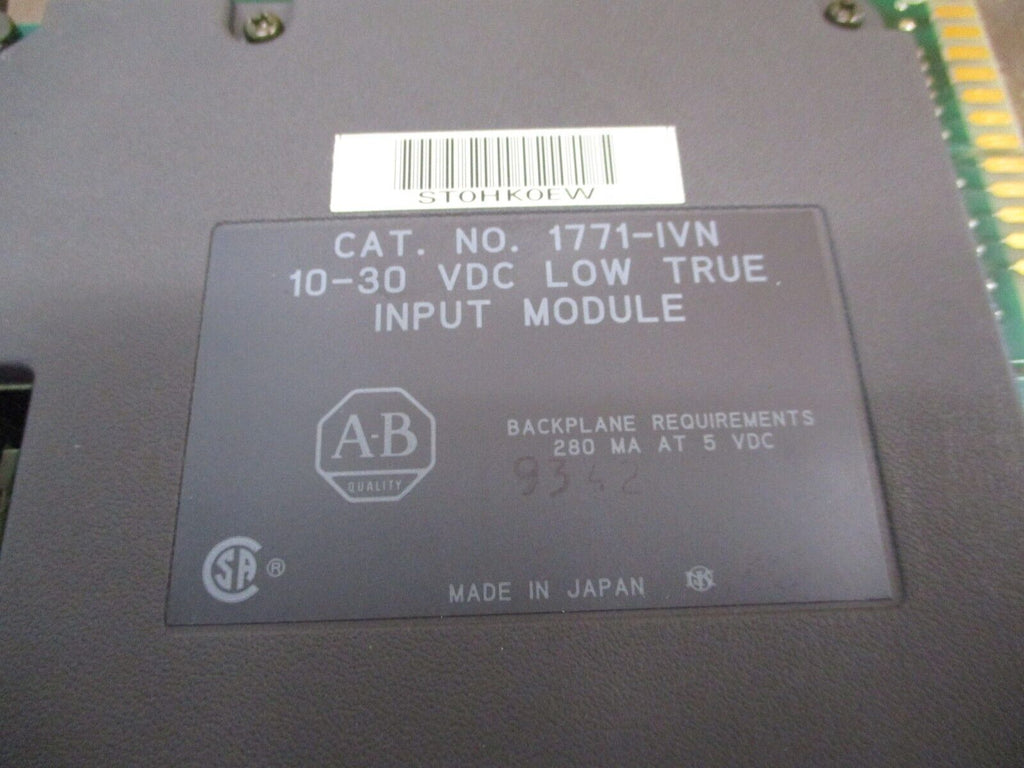 ST0HK0EW
CAT. NO. 1771-IVN
10-30 VDC LOW TRUE
INPUT MODULE
A-B
QUALITY
BACKPLANE REQUIREMENTS
280 MA AT 5 VDC
9342
SA ®
MADE IN JAPAN